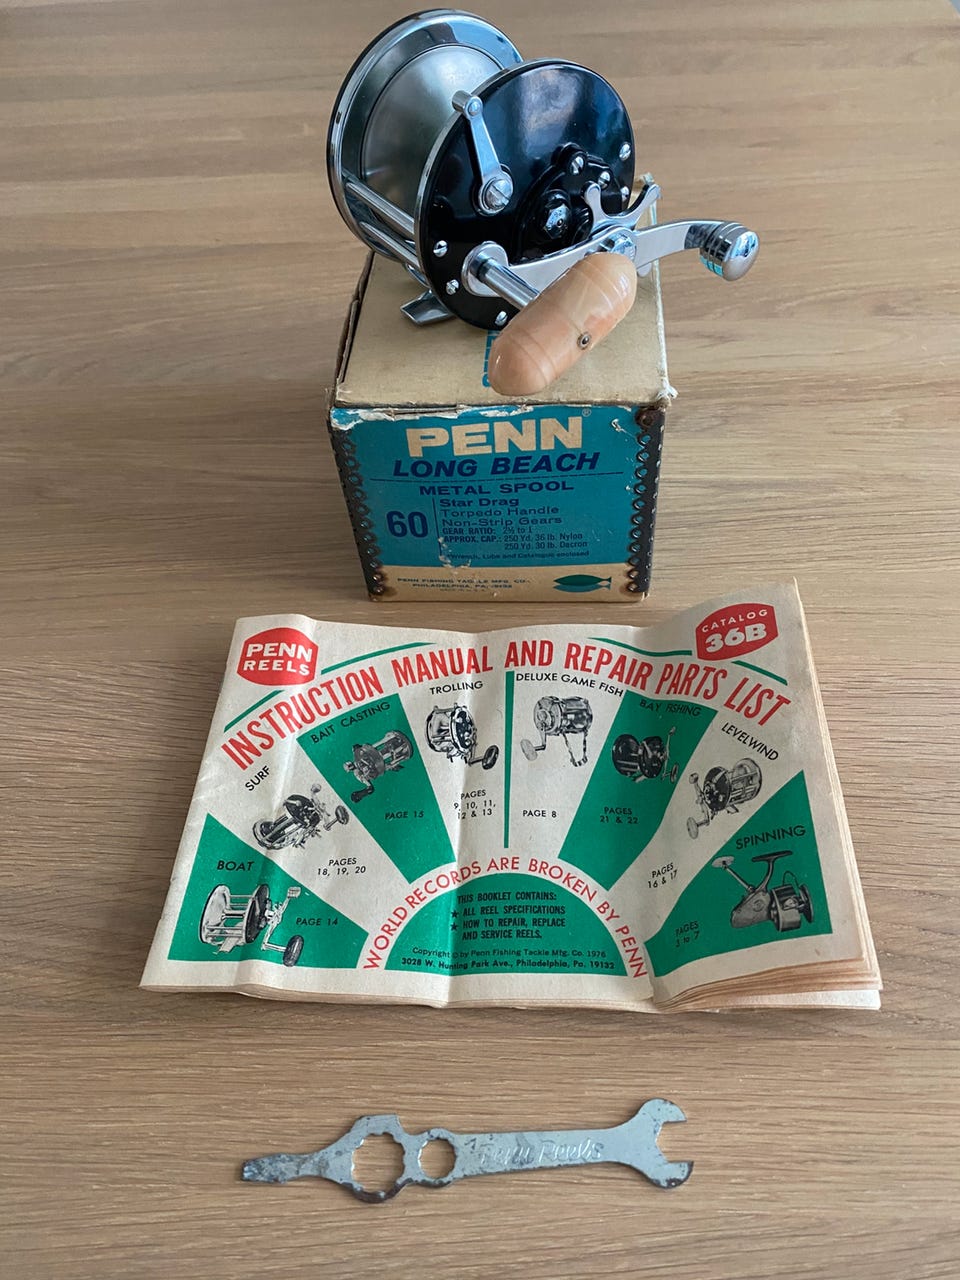 PENN®
LONG BEACH
METAL SPOOL
60
Star Drag
Torpedo Handle
Non-Strip Gears
GEAR RATIO: 2½ to 1
APPROX. CAP.: 250 Yd. 36 lb. Nylon
250 Yd. 30 lb. Dacron
Wrench, Lube and Catalogue enclosed
PENN FISHING TACKLE MFG. CO.,
PHILADELPHIA, PA. 19132
PENN
REELS
CATALOG
36B
INSTRUCTION MANUAL AND REPAIR PARTS LIST
BOAT
PAGE 14
SURF
PAGES
18, 19, 20
BAIT CASTING
PAGE 15
TROLLING
PAGES
9, 10, 11,
12 & 13
DELUXE GAME FISH
PAGE 8
BAY FISHING
PAGES
21 & 22
LEVELWIND
PAGES
16 & 17
SPINNING
PAGES
3 to 7
WORLD RECORDS ARE BROKEN BY PENN
THIS BOOKLET CONTAINS:
★ ALL REEL SPECIFICATIONS
★ HOW TO REPAIR, REPLACE
AND SERVICE REELS.
Copyright © by Penn Fishing Tackle Mfg. Co. 1976
3028 W. Hunting Park Ave., Philadelphia, Pa. 19132
Penn Reels